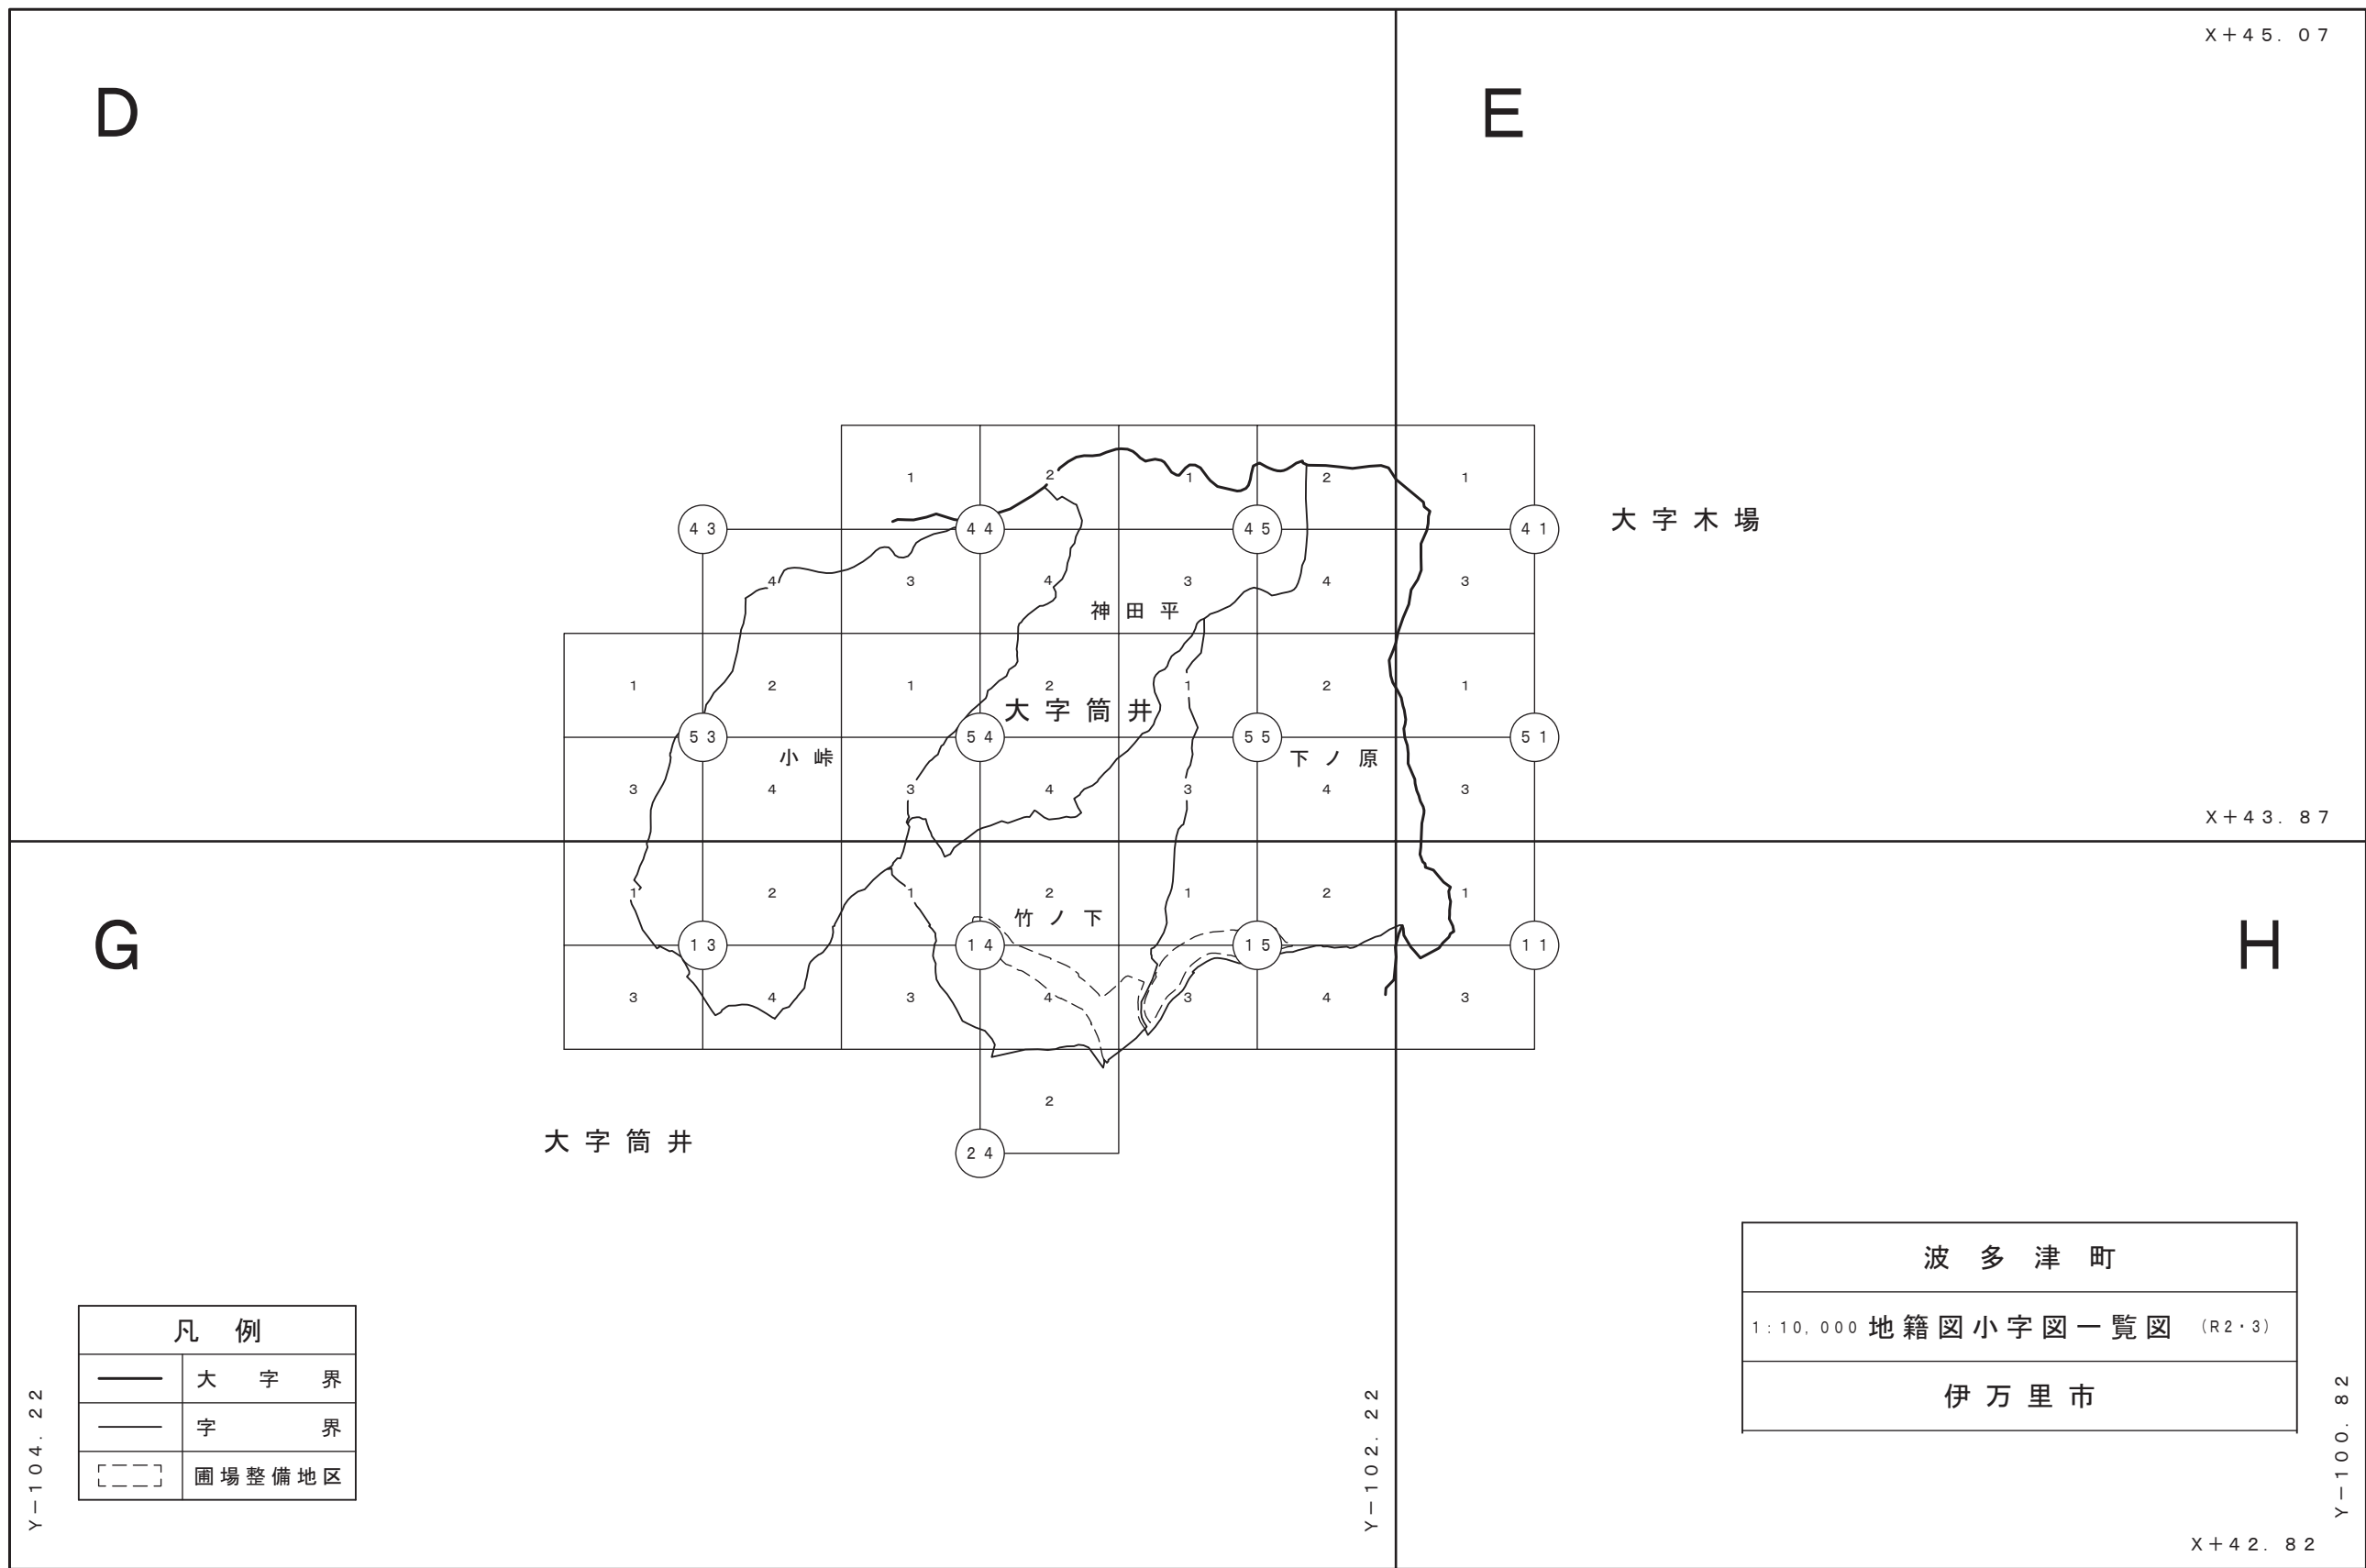 X+45.07
D
E
1
2
1
2
1
43
44
45
41
大字木場
4
3
4
3
4
3
神田平
1
2
1
2
1
2
1
大字筒井
53
54
55
51
小峠
下ノ原
3
4
3
4
3
4
3
X+43.87
1
2
1
2
1
2
1
竹ノ下
G
13
14
15
11
H
3
4
3
4
3
4
3
2
大字筒井
24
波多津町
1:10,000 地籍図小字図一覧図 (R2・3)
伊万里市
凡例
大字界
字界
圃場整備地区
Y-104.22
Y-102.22
Y-100.82
X+42.82